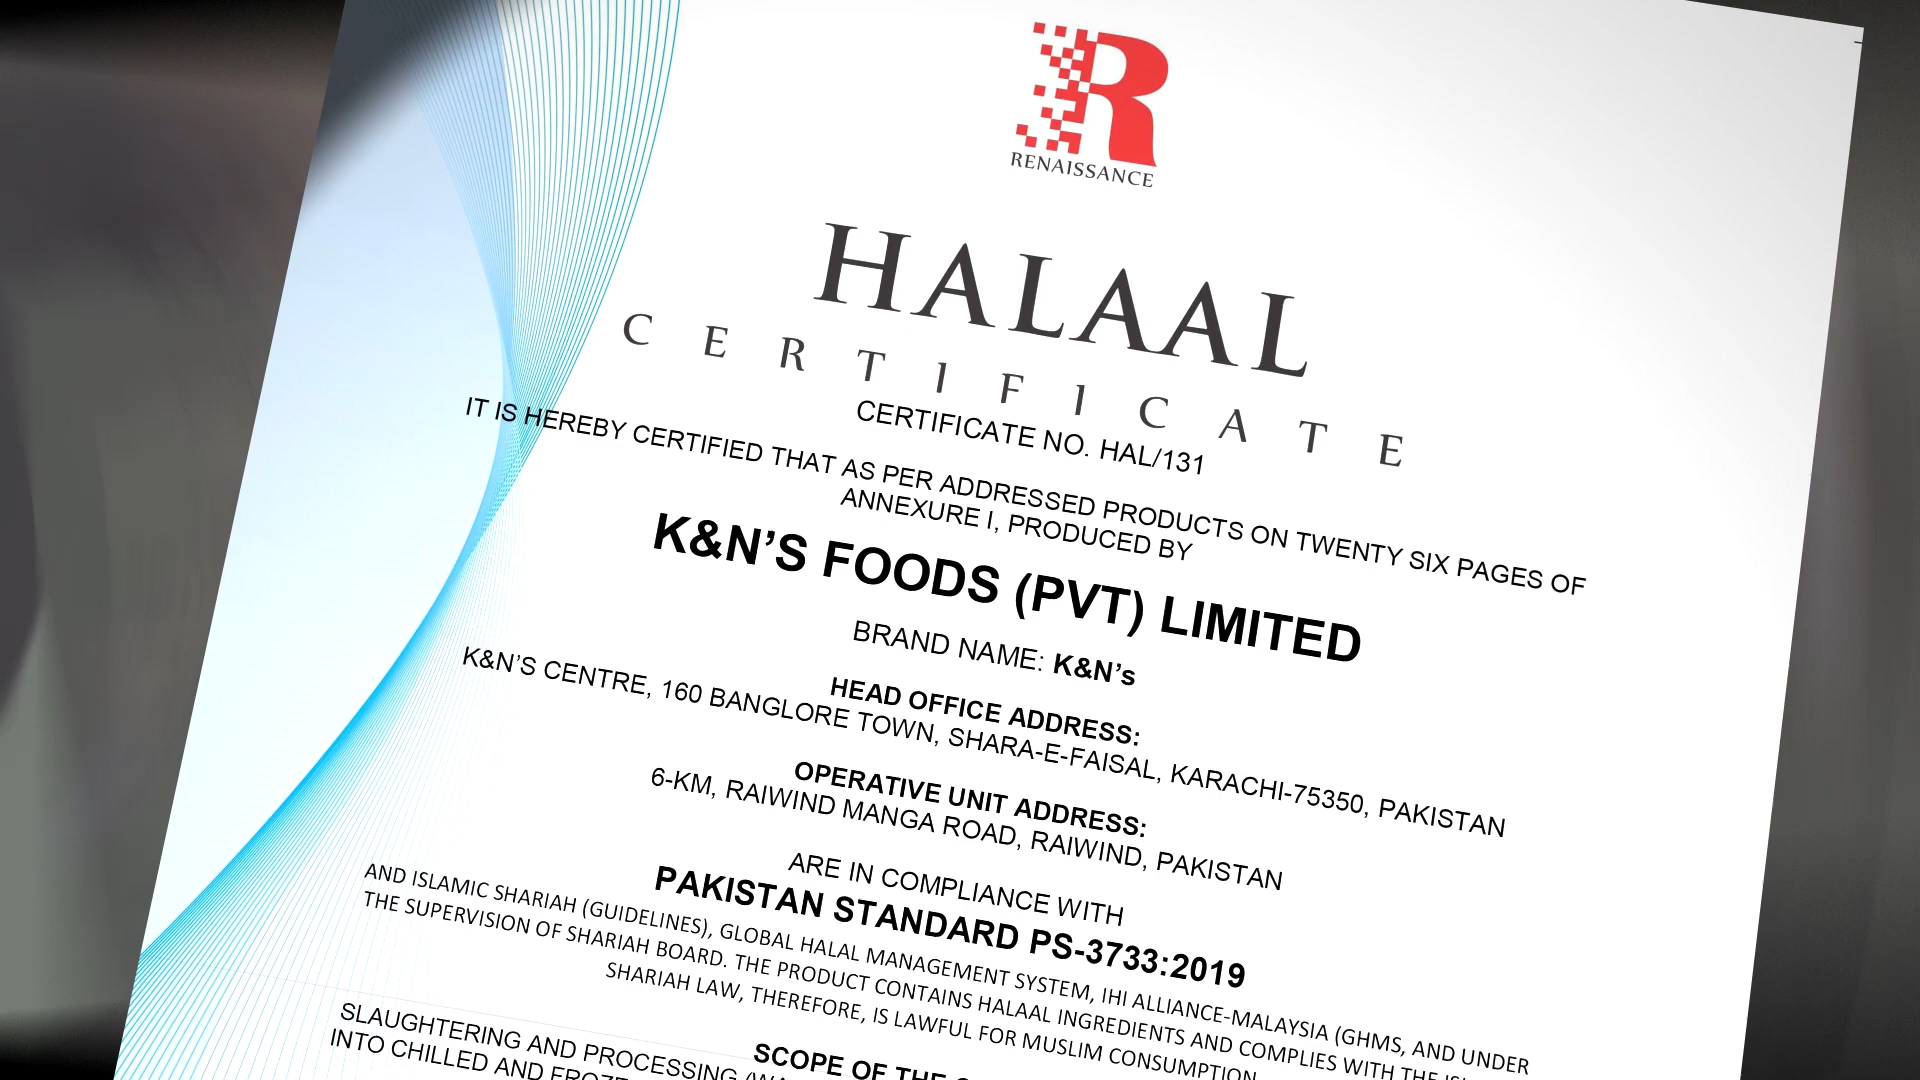 RENAISSANCE
HALAAL
CERTIFICATE
CERTIFICATE NO. HAL/131
IT IS HEREBY CERTIFIED THAT AS PER ADDRESSED PRODUCTS ON TWENTY SIX PAGES OF
ANNEXURE I, PRODUCED BY
K&N’S FOODS (PVT) LIMITED
BRAND NAME: K&N’s
HEAD OFFICE ADDRESS:
K&N’S CENTRE, 160 BANGLORE TOWN, SHARA-E-FAISAL, KARACHI-75350, PAKISTAN
OPERATIVE UNIT ADDRESS:
6-KM, RAIWIND MANGA ROAD, RAIWIND, PAKISTAN
ARE IN COMPLIANCE WITH
PAKISTAN STANDARD PS-3733:2019
AND ISLAMIC SHARIAH (GUIDELINES), GLOBAL HALAL MANAGEMENT SYSTEM, IHI ALLIANCE-MALAYSIA (GHMS, AND UNDER
THE SUPERVISION OF SHARIAH BOARD. THE PRODUCT CONTAINS HALAAL INGREDIENTS AND COMPLIES WITH THE
SHARIAH LAW, THEREFORE, IS LAWFUL FOR MUSLIM CONSUMPTION.
SCOPE OF THE
SLAUGHTERING AND PROCESSING
INTO CHILLED AND